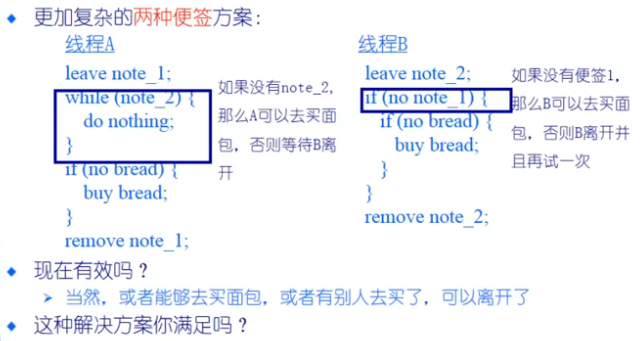 更加复杂的两种便签方案:
线程A
leave note_1;
while (note_2) {
do nothing;
}
if (no bread) {
buy bread;
}
remove note_1;
如果没有note_2,
那么A可以去买面
包，否则等待B离
开
线程B
leave note_2;
if (no note_1) {
if (no bread) {
buy bread;
}
}
remove note_2;
如果没有便签1，
那么B可以去买面
包，否则B离开并
且再试一次
现在有效吗？
当然，或者能够去买面包，或者有别人去买了，可以离开了
这种解决方案你满足吗？